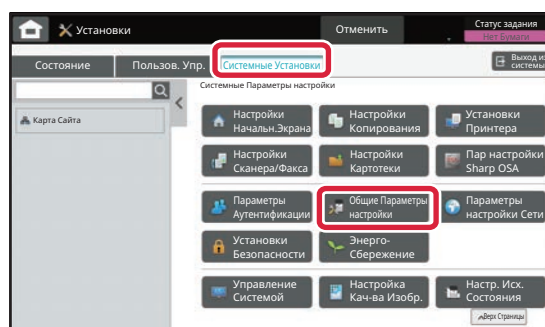 Установки
Отменить
Статус задания
Нет Бумаги
Состояние
Пользов. Упр.
Системные Установки
Выход из
системы
Системные Параметры настройки
Карта Сайта
Настройки
Начальн.Экрана
Настройки
Копирования
Установки
Принтера
Настройки
Сканера/Факса
Настройки
Картотеки
Пар настройки
Sharp OSA
Параметры
Аутентификации
Общие Параметры
настройки
Параметры
настройки Сети
Установки
Безопасности
Энерго-
Сбережение
Управление
Системой
Настройка
Кач-ва Изобр.
Настр. Исх.
Состояния
Верх Страницы